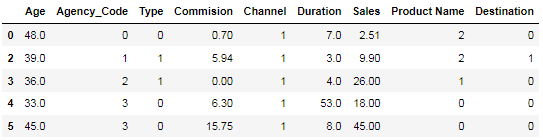 Age Agency_Code Type Commision Channel Duration Sales Product Name Destination
0 48.0 0 0 0.70 1 7.0 2.51 2 0
2 39.0 1 1 5.94 1 3.0 9.90 2 1
3 36.0 2 1 0.00 1 4.0 26.00 1 0
4 33.0 3 0 6.30 1 53.0 18.00 0 0
5 45.0 3 0 15.75 1 8.0 45.00 0 0